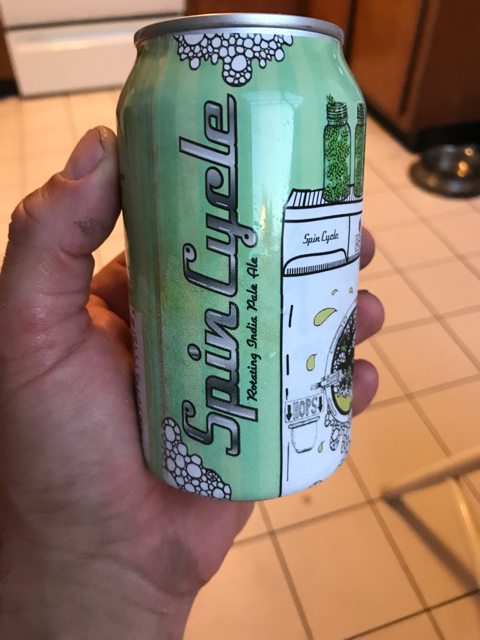 Spin Cycle
Rotating India Pale Ale
Spin Cycle
HOPS